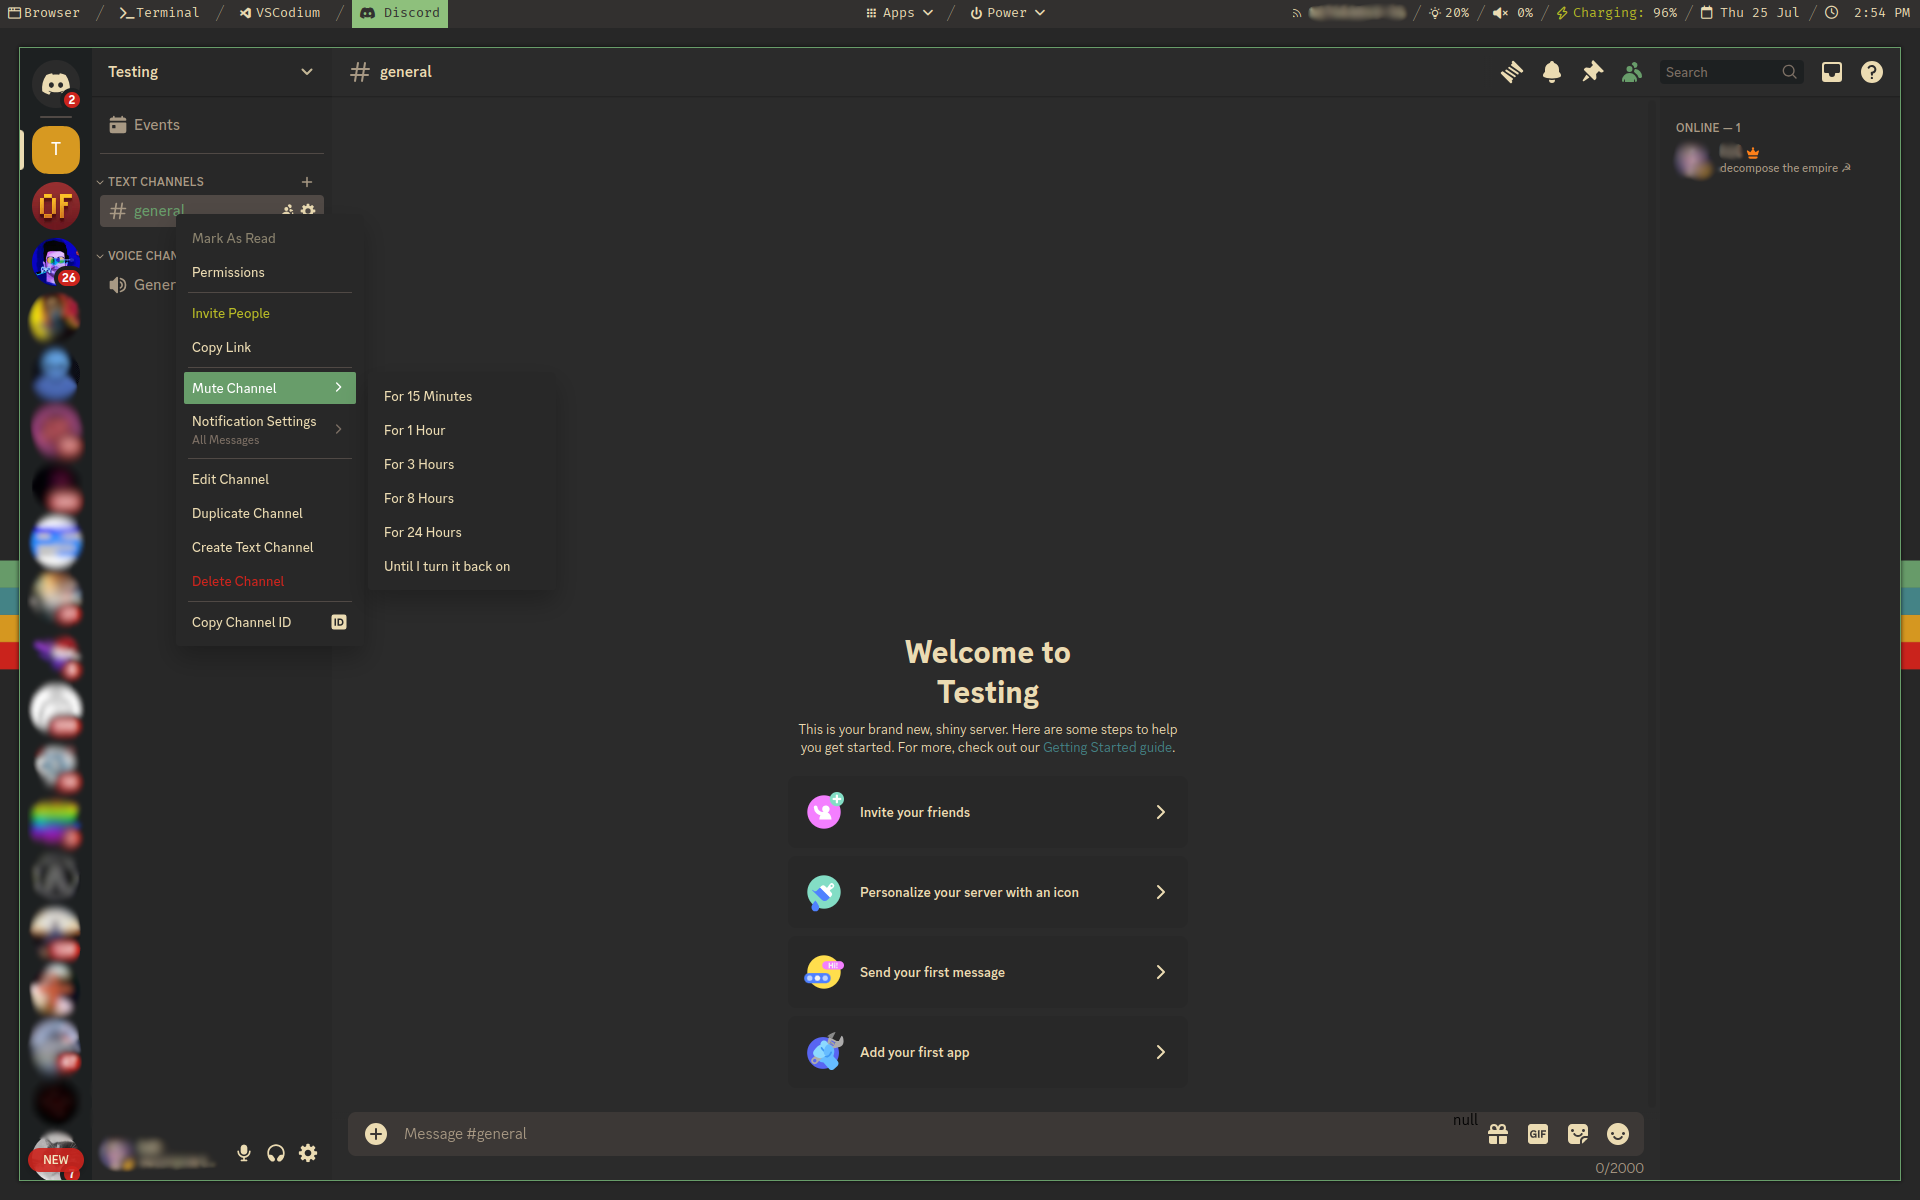 Browser / Terminal / VSCodium / Discord
Apps / Power
/ 20% / 0% / Charging: 96% / Thu 25 Jul / 2:54 PM
2
T
OF
26
NEW
7
Testing
Events
TEXT CHANNELS
general
VOICE CHAN
Gener
Mark As Read
Permissions
Invite People
Copy Link
Mute Channel
Notification Settings
All Messages
Edit Channel
Duplicate Channel
Create Text Channel
Delete Channel
Copy Channel ID ID
For 15 Minutes
For 1 Hour
For 3 Hours
For 8 Hours
For 24 Hours
Until I turn it back on
# general
Search
Welcome to
Testing
This is your brand new, shiny server. Here are some steps to help
you get started. For more, check out our Getting Started guide.
Invite your friends
Personalize your server with an icon
Hi!
Send your first message
Add your first app
Message #general
null
GIF
0/2000
ONLINE — 1
decompose the empire ☭